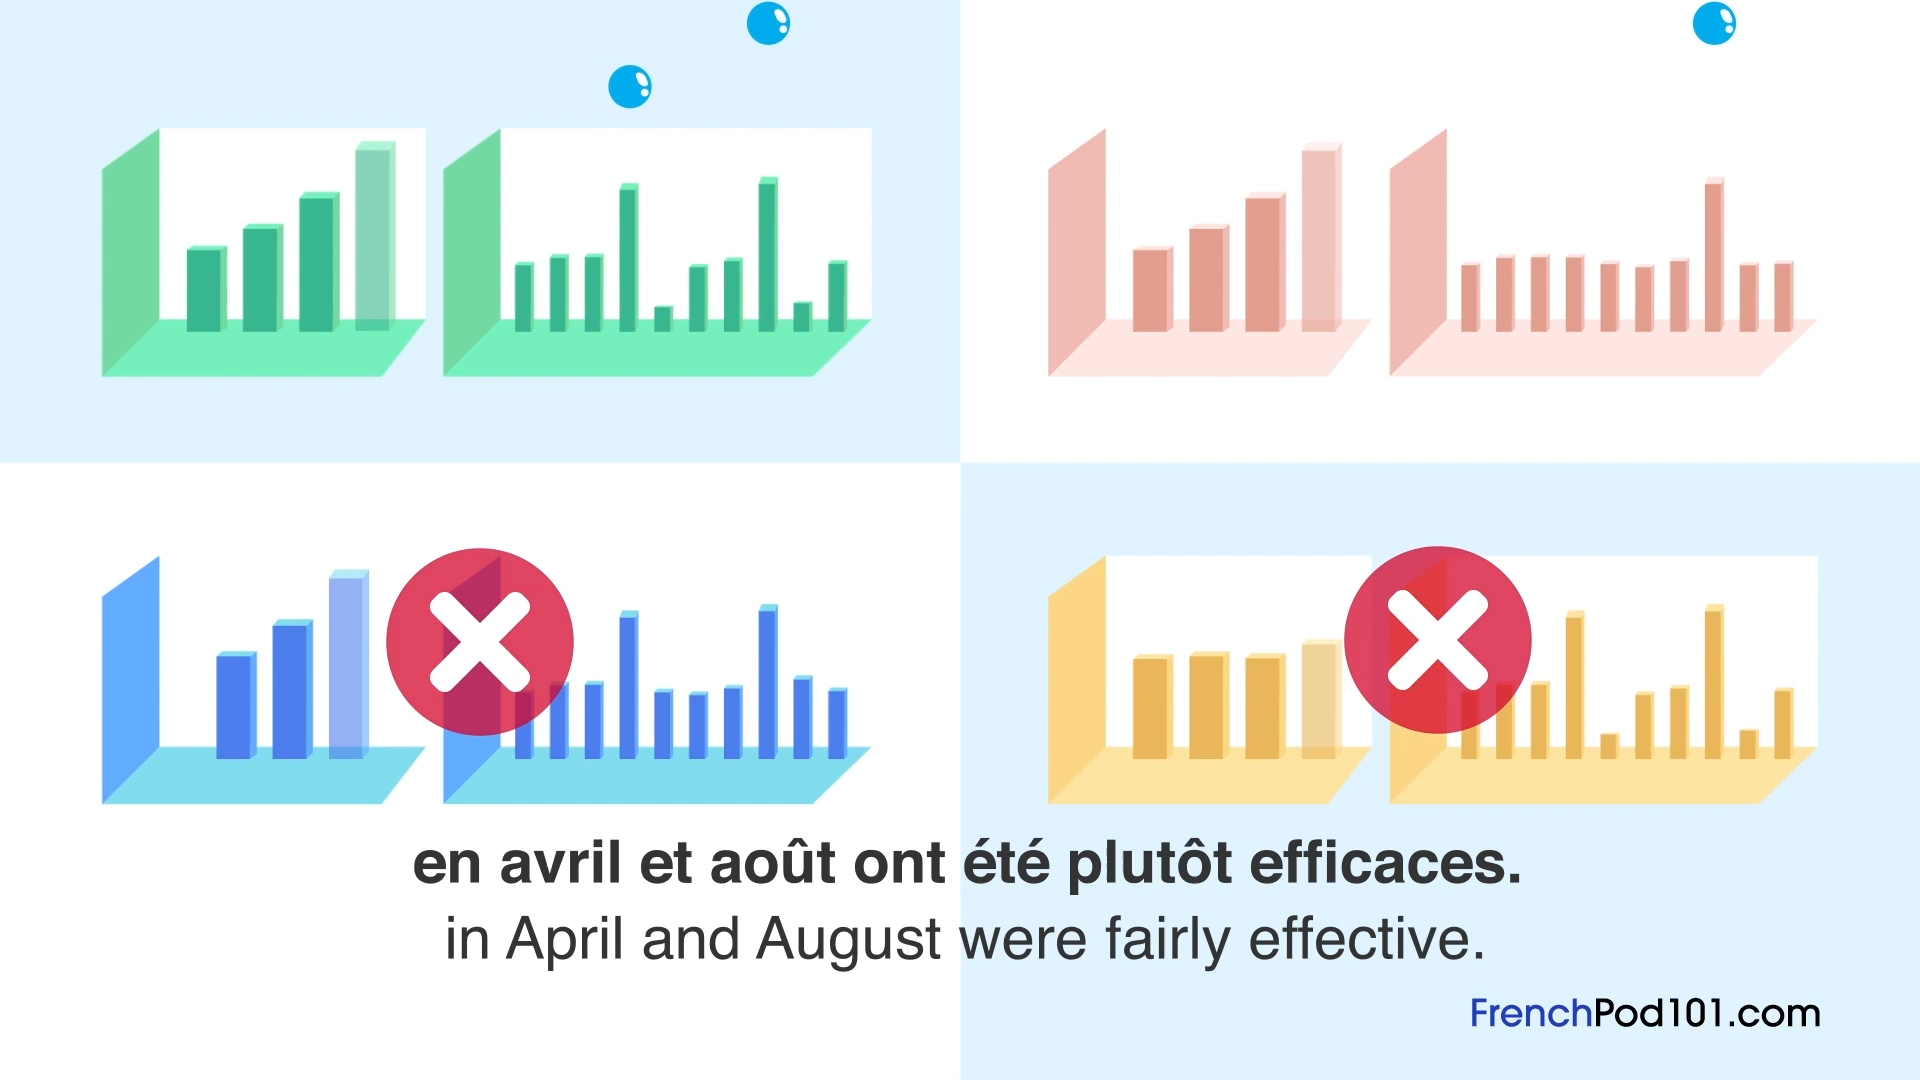 en avril et août ont été plutôt efficaces.
in April and August were fairly effective.
FrenchPod101.com